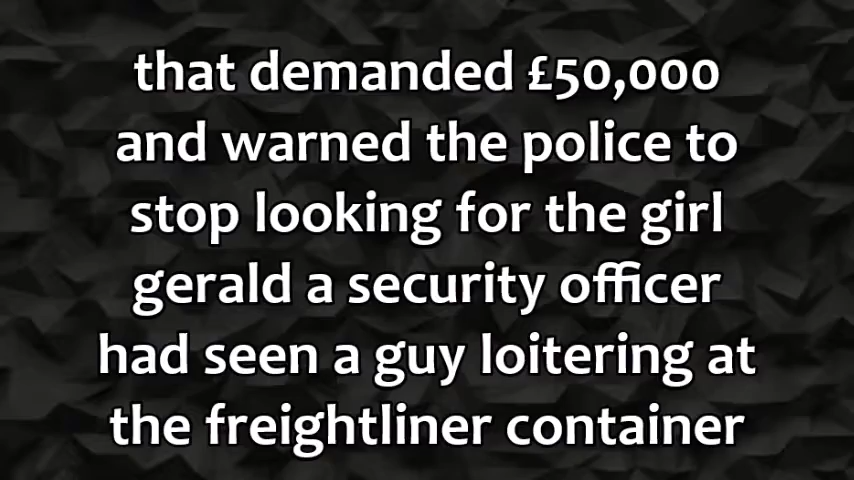 that demanded £50,000
and warned the police to
stop looking for the girl
gerald a security officer
had seen a guy loitering at
the freightliner container